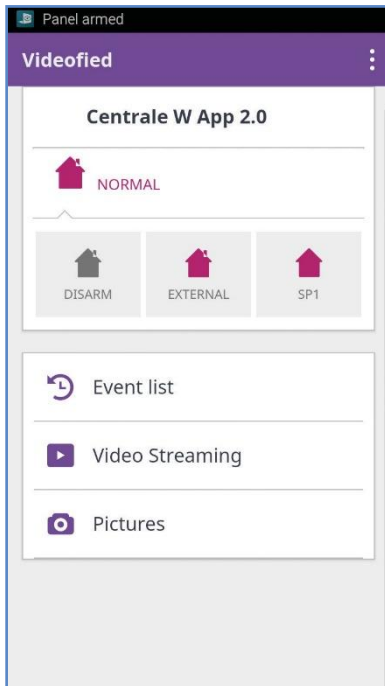 Panel armed
Videofied
Centrale W App 2.0
NORMAL
DISARM EXTERNAL SP1
Event list
Video Streaming
Pictures